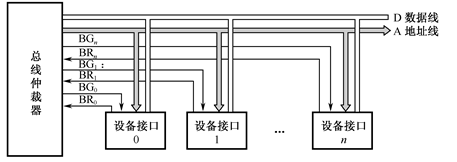 总线仲裁器
D 数据线
A 地址线
BGn
BRn
BG1 :
BR1
BG0
BR0
设备接口
0
设备接口
1
...
设备接口
n